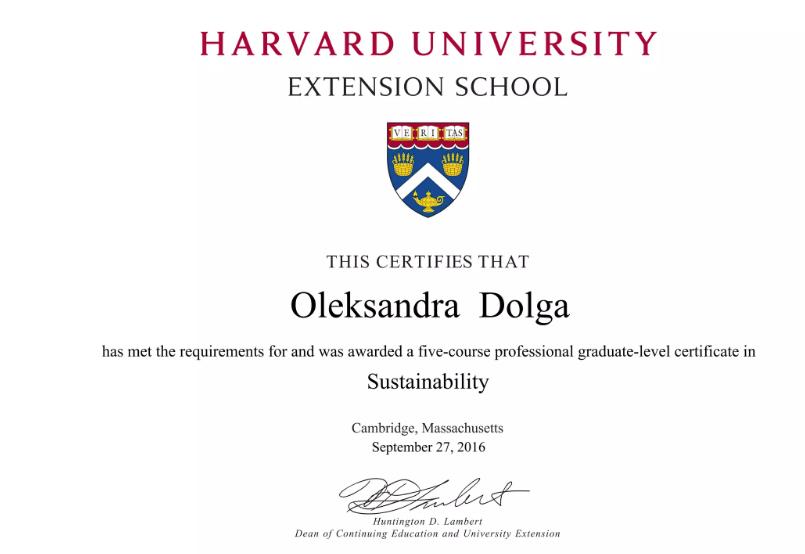 HARVARD UNIVERSITY
EXTENSION SCHOOL
VE RI TAS
THIS CERTIFIES THAT
Oleksandra Dolga
has met the requirements for and was awarded a five-course professional graduate-level certificate in
Sustainability
Cambridge, Massachusetts
September 27, 2016
Huntington D. Lambert
Dean of Continuing Education and University Extension